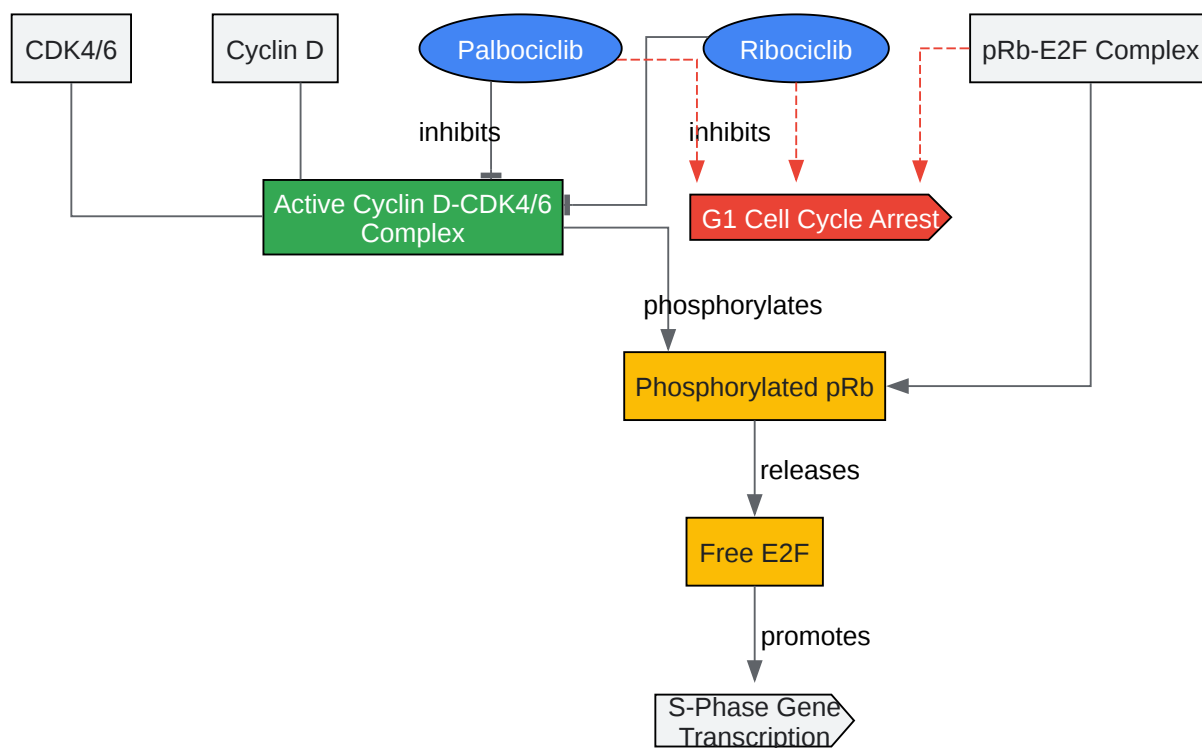 CDK4/6
Cyclin D
Palbociclib
Ribociclib
pRb-E2F Complex
inhibits
inhibits
Active Cyclin D-CDK4/6
Complex
G1 Cell Cycle Arrest
phosphorylates
Phosphorylated pRb
releases
Free E2F
promotes
S-Phase Gene
Transcription